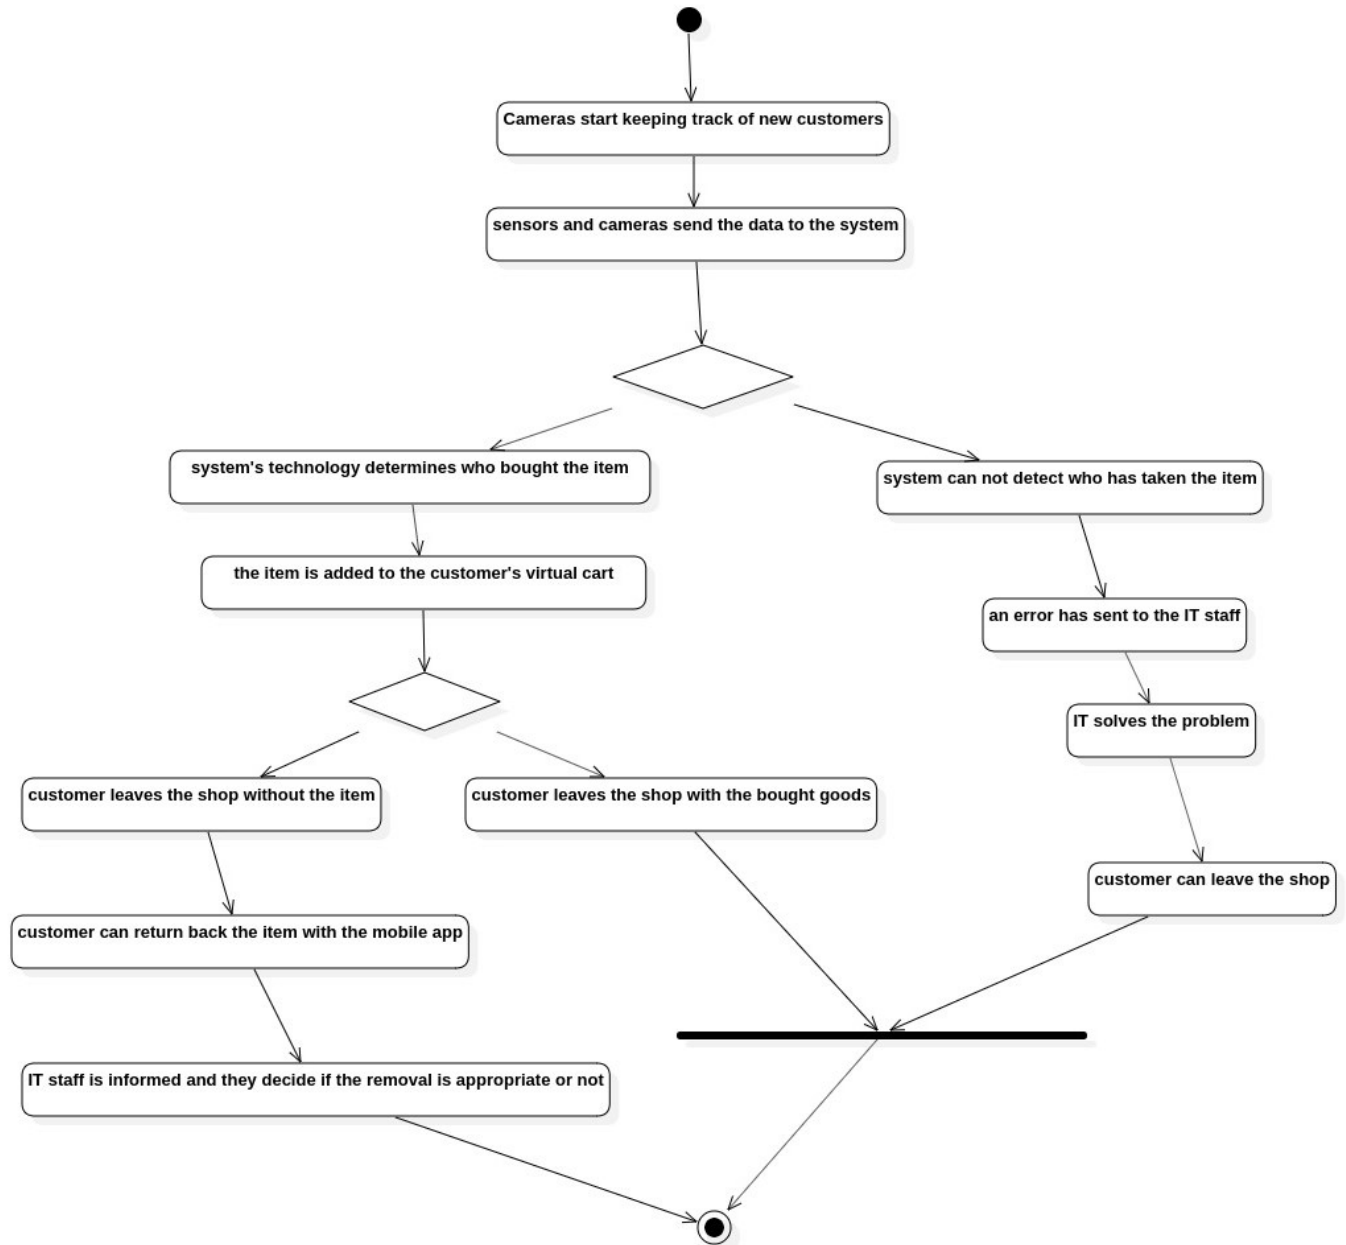 Cameras start keeping track of new customers
sensors and cameras send the data to the system
system's technology determines who bought the item
system can not detect who has taken the item
the item is added to the customer's virtual cart
an error has sent to the IT staff
IT solves the problem
customer leaves the shop without the item
customer leaves the shop with the bought goods
customer can leave the shop
customer can return back the item with the mobile app
IT staff is informed and they decide if the removal is appropriate or not